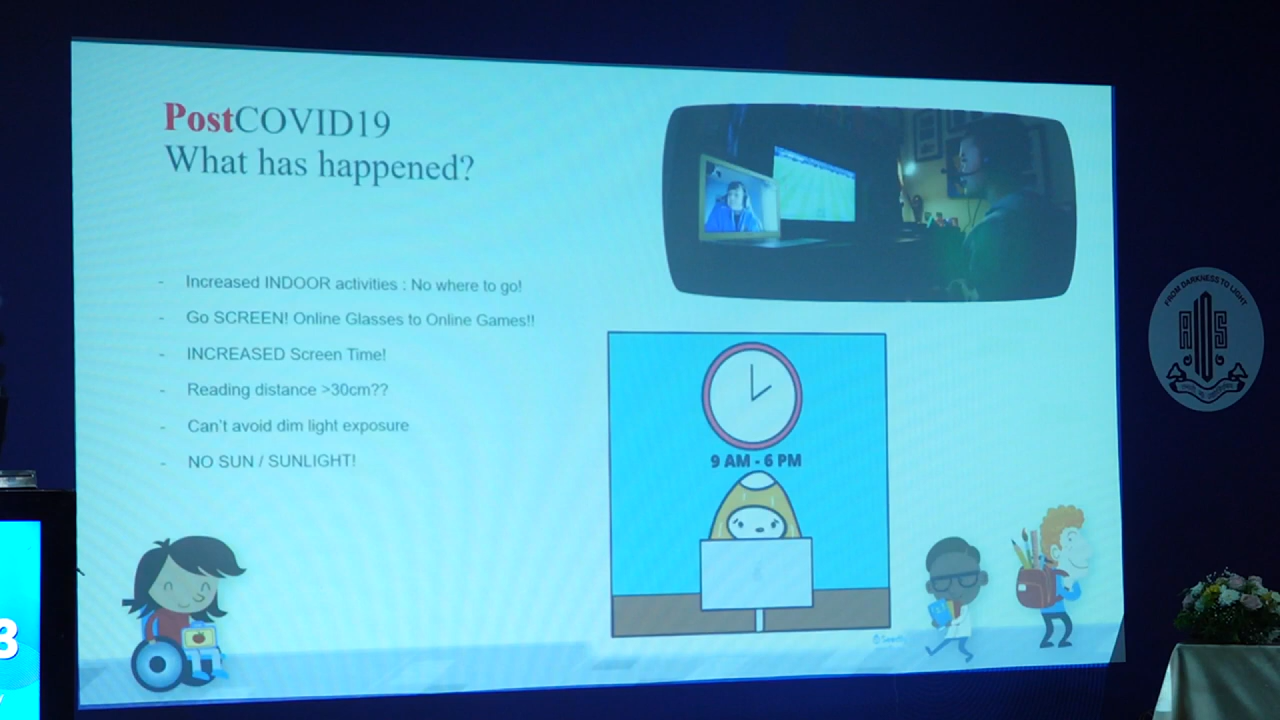 PostCOVID19
What has happened?
- Increased INDOOR activities : No where to go!
- Go SCREEN! Online Glasses to Online Games!!
- INCREASED Screen Time!
- Reading distance >30cm??
- Can't avoid dim light exposure
- NO SUN / SUNLIGHT!
9 AM - 6 PM
FROM DARKNESS TO LIGHT
AIOS
3